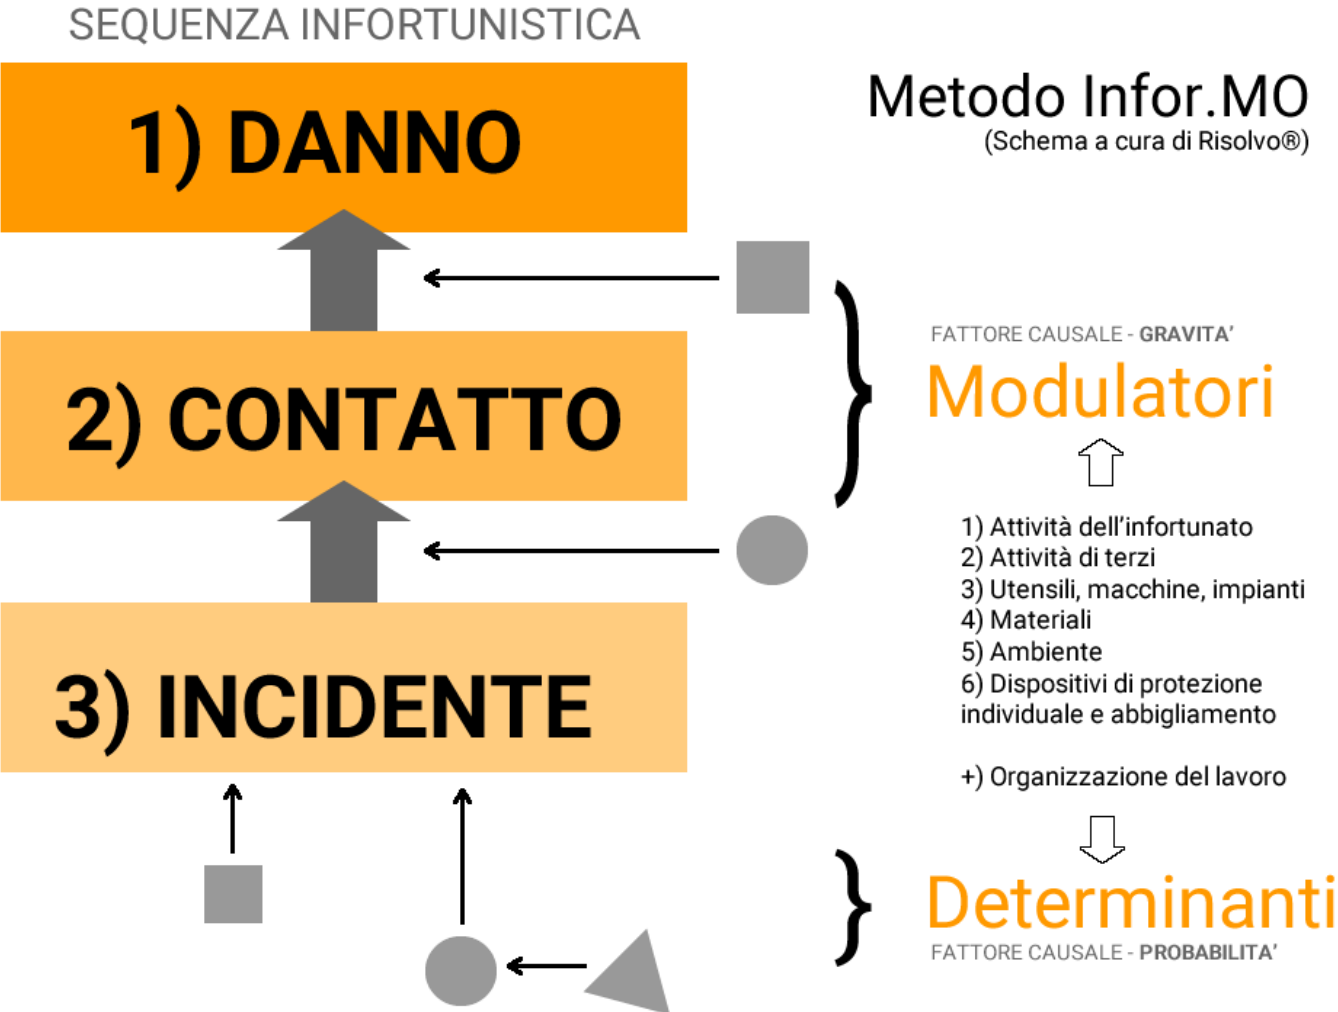 SEQUENZA INFORTUNISTICA
1) DANNO
2) CONTATTO
3) INCIDENTE
Metodo Infor.MO
(Schema a cura di Risolvo®)
FATTORE CAUSALE - GRAVITA'
Modulatori
1) Attività dell'infortunato
2) Attività di terzi
3) Utensili, macchine, impianti
4) Materiali
5) Ambiente
6) Dispositivi di protezione
individuale e abbigliamento
+) Organizzazione del lavoro
Determinanti
FATTORE CAUSALE - PROBABILITA'